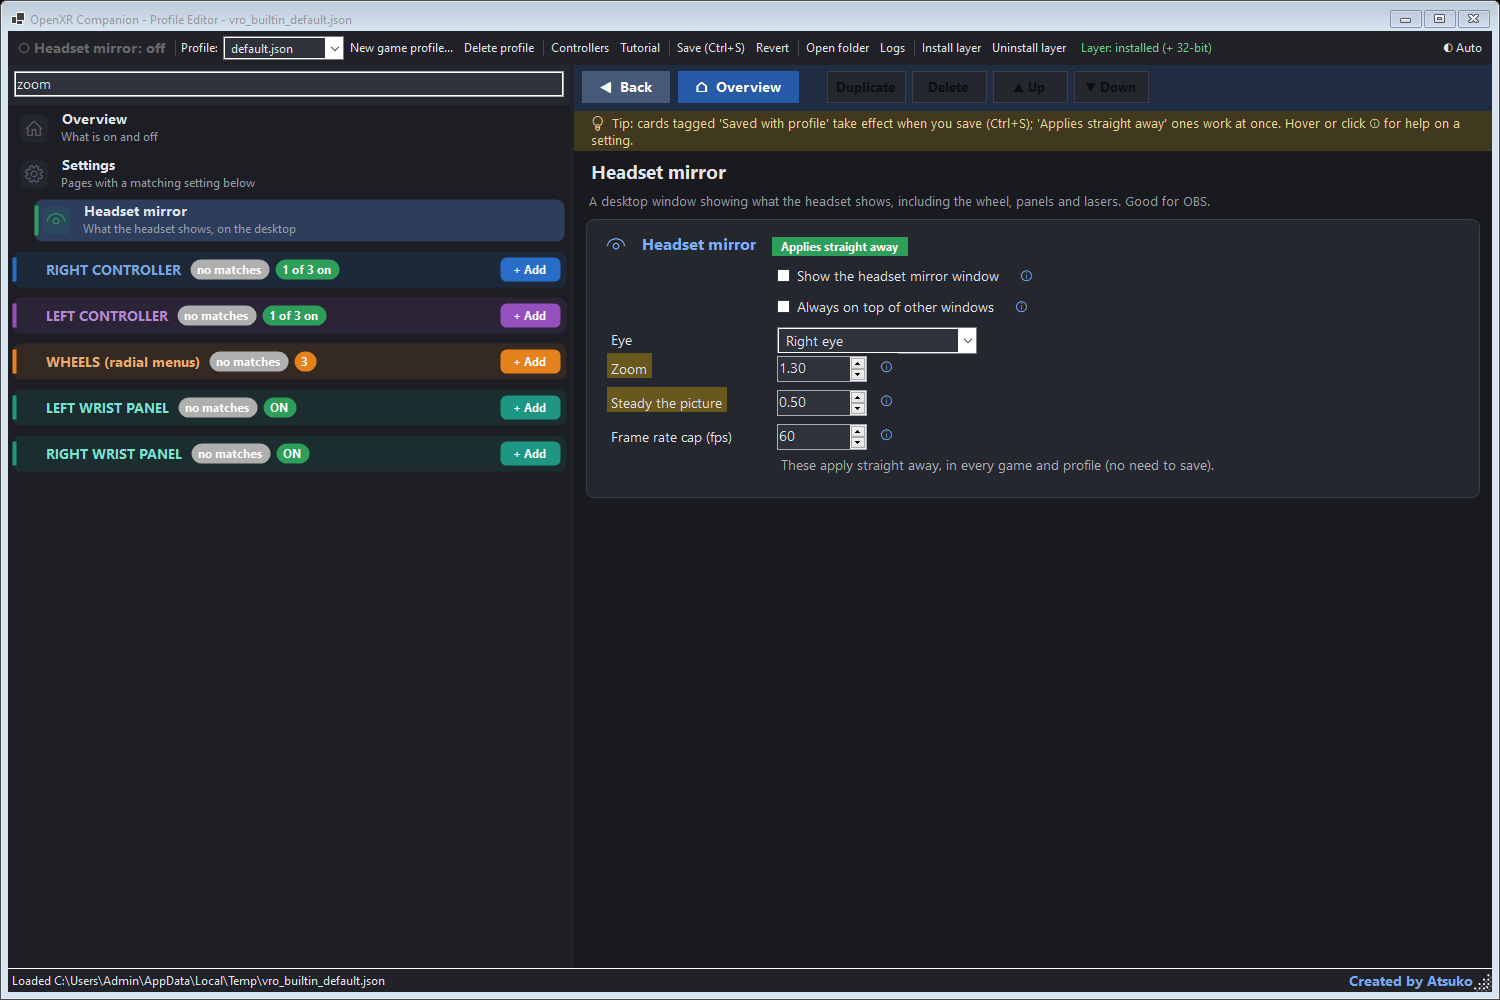 OpenXR Companion - Profile Editor - vro_builtin_default.json
Headset mirror: off
Profile:
default.json
New game profile...
Delete profile
Controllers
Tutorial
Save (Ctrl+S)
Revert
Open folder
Logs
Install layer
Uninstall layer
Layer: installed (+ 32-bit)
Auto
zoom
Overview
What is on and off
Settings
Pages with a matching setting below
Headset mirror
What the headset shows, on the desktop
RIGHT CONTROLLER
no matches
1 of 3 on
+ Add
LEFT CONTROLLER
no matches
1 of 3 on
+ Add
WHEELS (radial menus)
no matches
3
+ Add
LEFT WRIST PANEL
no matches
ON
+ Add
RIGHT WRIST PANEL
no matches
ON
+ Add
Back
Overview
Duplicate
Delete
Up
Down
Tip: cards tagged 'Saved with profile' take effect when you save (Ctrl+S); 'Applies straight away' ones work at once. Hover or click ⓘ for help on a
setting.
Headset mirror
A desktop window showing what the headset shows, including the wheel, panels and lasers. Good for OBS.
Headset mirror
Applies straight away
Show the headset mirror window
Always on top of other windows
Eye
Right eye
Zoom
1.30
Steady the picture
0.50
Frame rate cap (fps)
60
These apply straight away, in every game and profile (no need to save).
Loaded C:\Users\Admin\AppData\Local\Temp\vro_builtin_default.json
Created by Atsuko